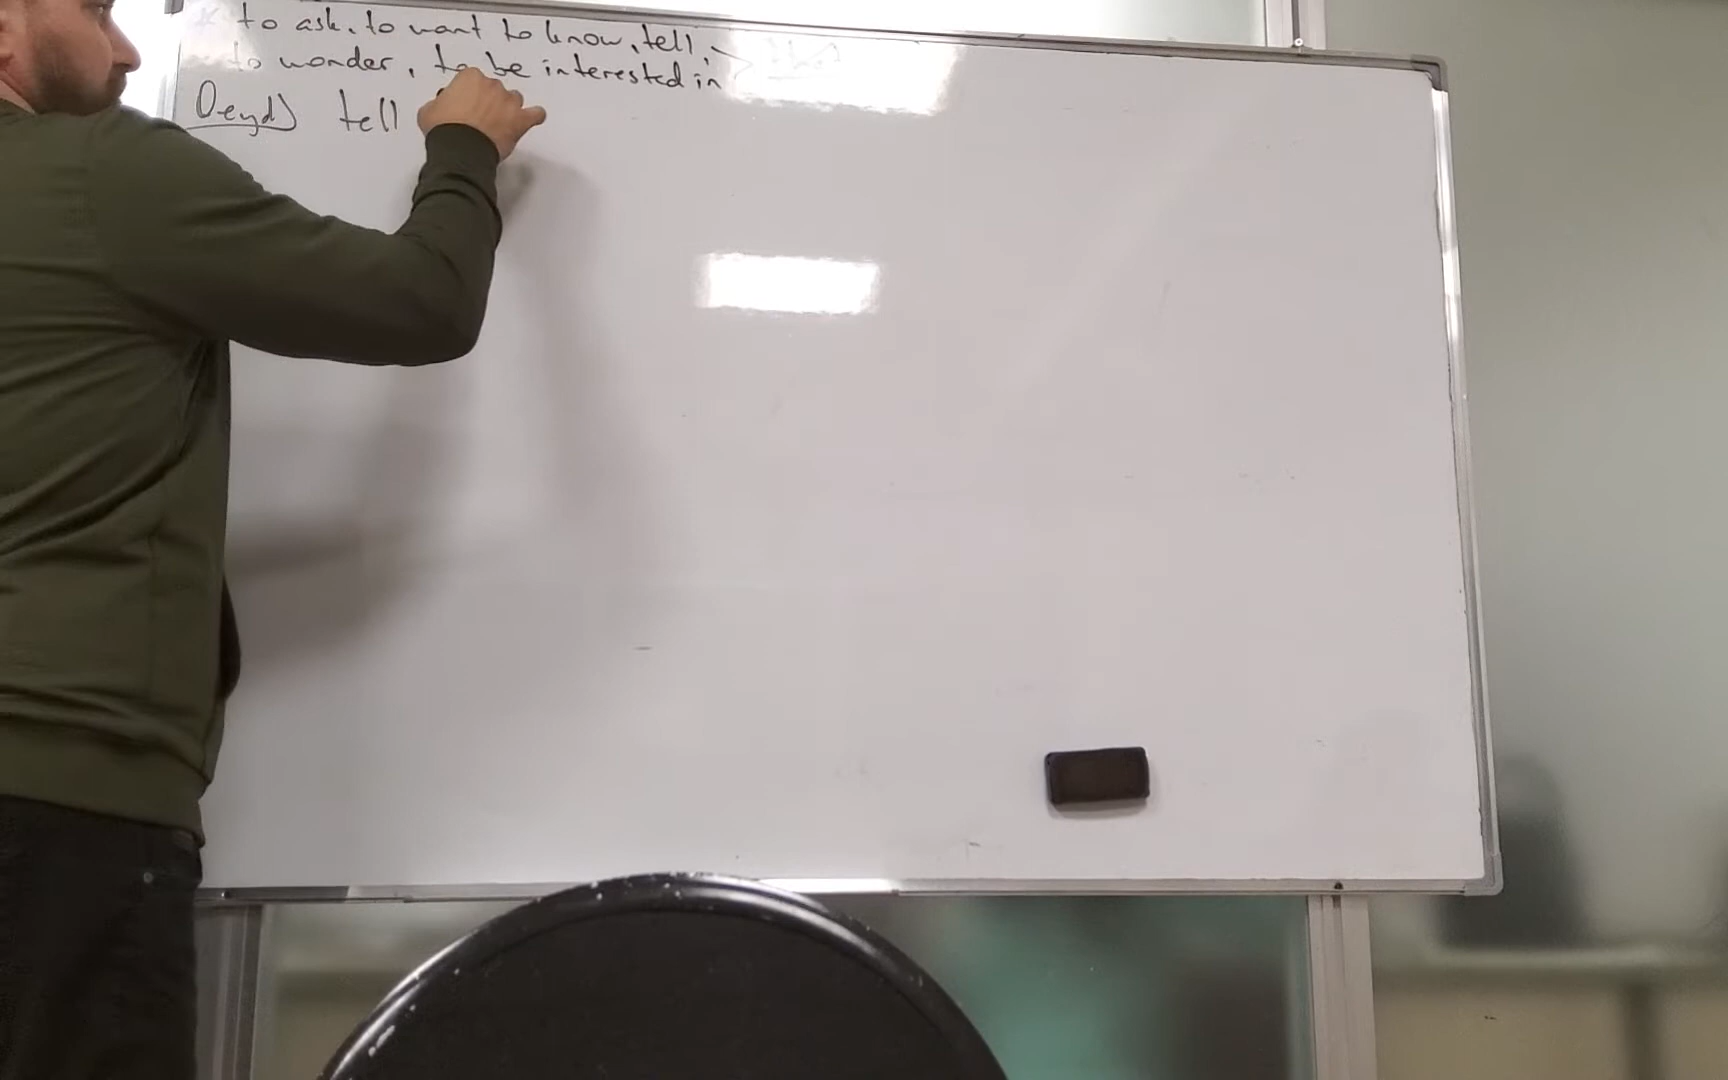 to ask, to want to know, tell,
to wonder, to be interested in
tell